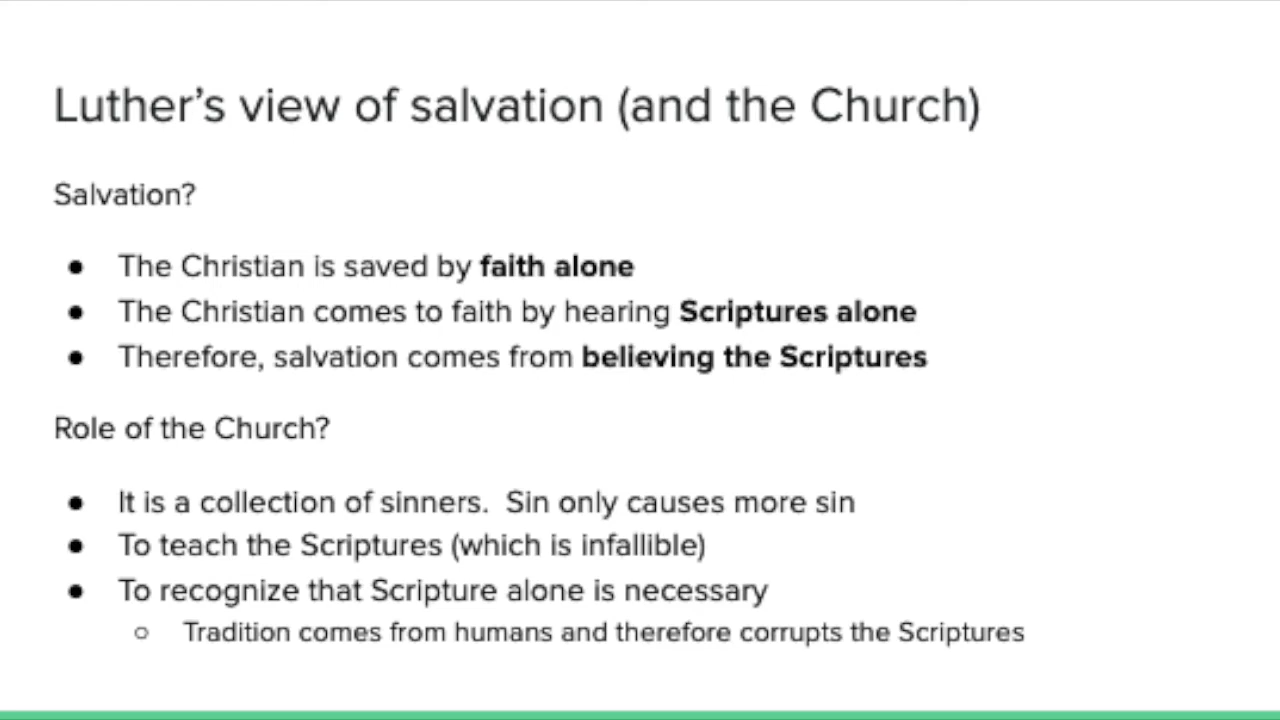 Luther’s view of salvation (and the Church)
Salvation?
● The Christian is saved by faith alone
● The Christian comes to faith by hearing Scriptures alone
● Therefore, salvation comes from believing the Scriptures
Role of the Church?
● It is a collection of sinners.  Sin only causes more sin
● To teach the Scriptures (which is infallible)
● To recognize that Scripture alone is necessary
○ Tradition comes from humans and therefore corrupts the Scriptures